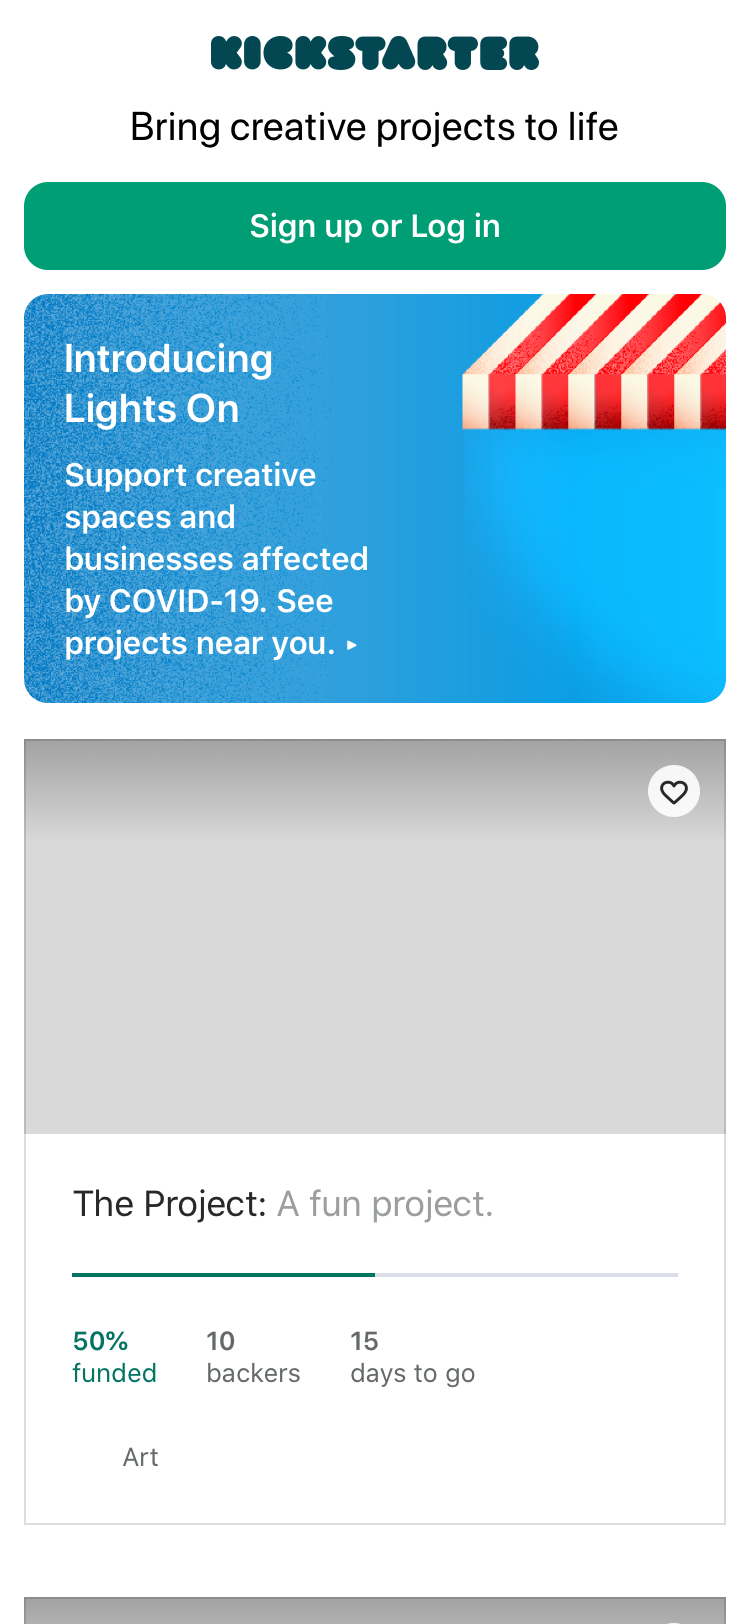 KICKSTARTER
Bring creative projects to life
Sign up or Log in
Introducing
Lights On
Support creative
spaces and
businesses affected
by COVID-19. See
projects near you. ▸
The Project: A fun project.
50%
funded
10
backers
15
days to go
Art